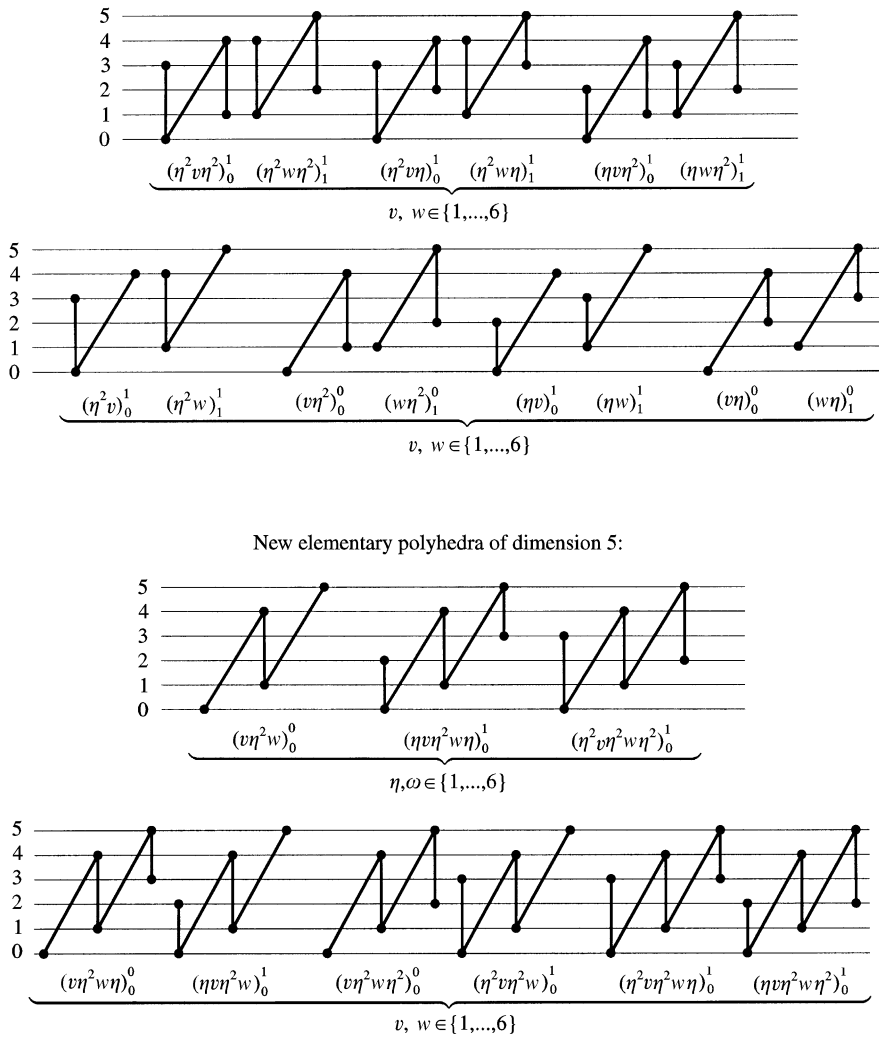 5
4
3
2
1
0
(η²vη²)₀¹ (η²wη²)₁¹ (η²vη)₀¹ (η²wη)₁¹ (ηvη²)₀¹ (ηwη²)₁¹
v, w∈{1,...,6}
5
4
3
2
1
0
(η²v)₀¹ (η²w)₁¹ (vη²)₀⁰ (wη²)₁⁰ (ηv)₀¹ (ηw)₁¹ (vη)₀⁰ (wη)₁⁰
v, w∈{1,...,6}
New elementary polyhedra of dimension 5:
5
4
3
2
1
0
(vη²w)₀⁰ (ηvη²wη)₀¹ (η²vη²wη²)₀¹
η,ω∈{1,...,6}
5
4
3
2
1
0
(vη²wη)₀⁰ (ηvη²w)₀¹ (vη²wη²)₀⁰ (η²vη²w)₀¹ (η²vη²wη)₀¹ (ηvη²wη²)₀¹
v, w∈{1,...,6}